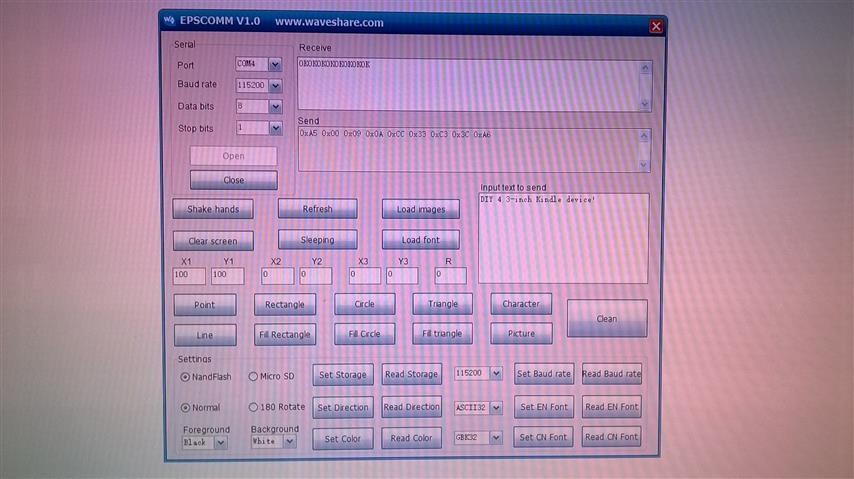 EPSCOMM V1.0 www.waveshare.com
Serial
Port COM4
Baud rate 115200
Data bits 8
Stop bits 1
Open
Close
Receive
OKOKOKOKOKOKOKOK
Send
0xA5 0x00 0x09 0x0A 0xCC 0x33 0xC3 0x3C 0xA6
Shake hands Refresh Load images
Clear screen Sleeping Load font
Input text to send
DIY 4.3-inch Kindle device!
X1 Y1 X2 Y2 X3 Y3 R
100 100 0 0 0 0 0
Point Rectangle Circle Triangle Character
Clean
Line Fill Rectangle Fill Circle Fill triangle Picture
Settings
NandFlash Micro SD Set Storage Read Storage 115200 Set Baud rate Read Baud rate
Normal 180 Rotate Set Direction Read Direction ASCII32 Set EN Font Read EN Font
Foreground Background
Black White Set Color Read Color GBK32 Set CN Font Read CN Font